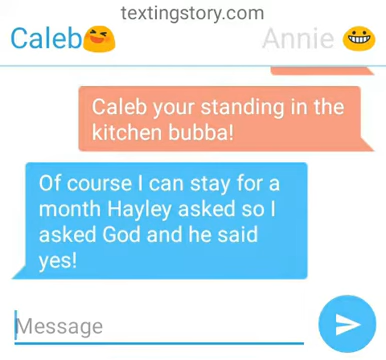 textingstory.com
Caleb😆 Annie 😀
Caleb your standing in the
kitchen bubba!
Of course I can stay for a
month Hayley asked so I
asked God and he said
yes!
Message